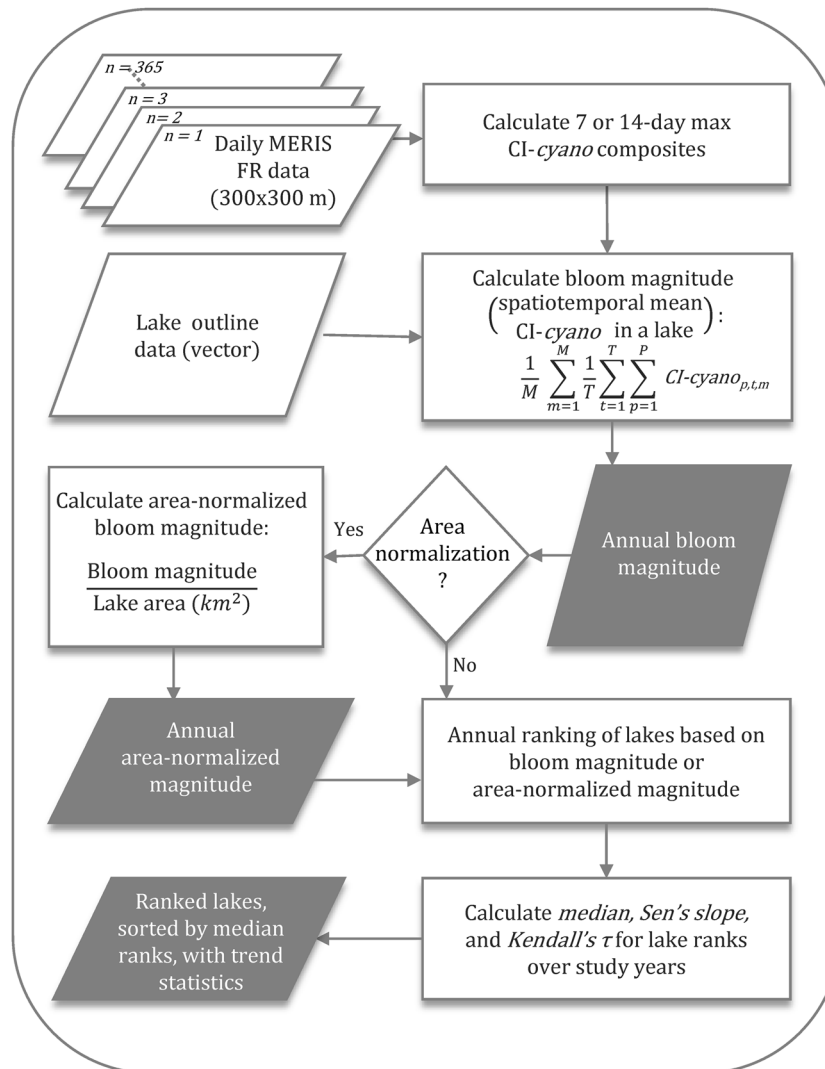 n = 365
n = 3
n = 2
n = 1
Daily MERIS
FR data
(300x300 m)
Calculate 7 or 14-day max
CI-cyano composites
Lake outline
data (vector)
Calculate bloom magnitude
(spatiotemporal mean
CI-cyano in a lake):
1/M ∑_{m=1}^{M} 1/T ∑_{t=1}^{T} ∑_{p=1}^{P} CI-cyano_{p,t,m}
Annual bloom
magnitude
Area
normalization
?
Yes
No
Calculate area-normalized
bloom magnitude:
Bloom magnitude
Lake area (km²)
Annual
area-normalized
magnitude
Annual ranking of lakes based on
bloom magnitude or
area-normalized magnitude
Calculate median, Sen's slope,
and Kendall's τ for lake ranks
over study years
Ranked lakes,
sorted by median
ranks, with trend
statistics